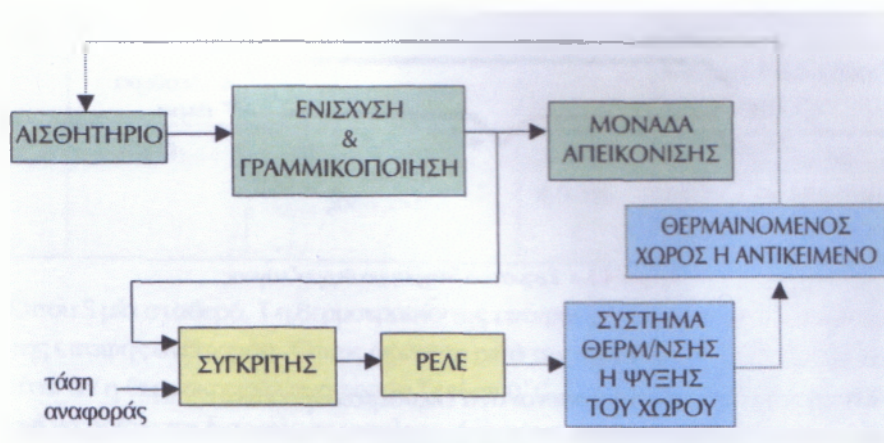 ΑΙΣΘΗΤΗΡΙΟ
ΕΝΙΣΧΥΣΗ
&
ΓΡΑΜΜΙΚΟΠΟΙΗΣΗ
ΜΟΝΑΔΑ
ΑΠΕΙΚΟΝΙΣΗΣ
ΘΕΡΜΑΙΝΟΜΕΝΟΣ
ΧΩΡΟΣ Η ΑΝΤΙΚΕΙΜΕΝΟ
τάση
αναφοράς
ΣΥΓΚΡΙΤΗΣ
ΡΕΛΕ
ΣΥΣΤΗΜΑ
ΘΕΡΜ/ΝΣΗΣ
Η ΨΥΞΗΣ
ΤΟΥ ΧΩΡΟΥ